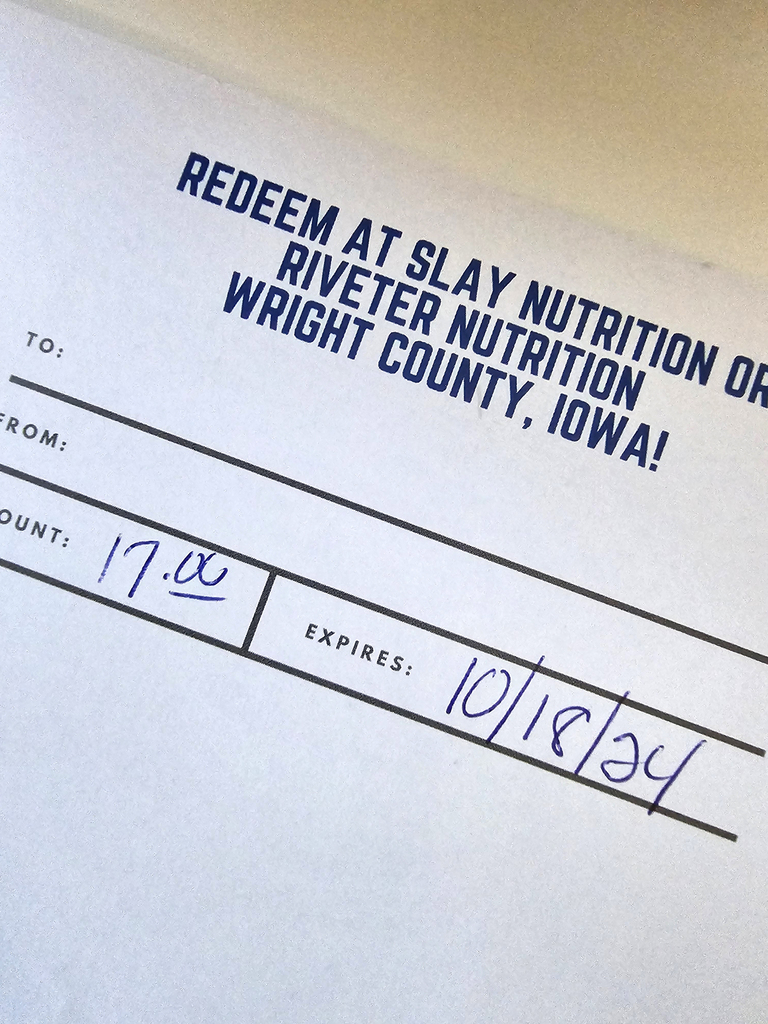 REDEEM AT SLAY NUTRITION OR
RIVETER NUTRITION
WRIGHT COUNTY, IOWA!
TO:
FROM:
OUNT: 17.00
EXPIRES: 10/18/24